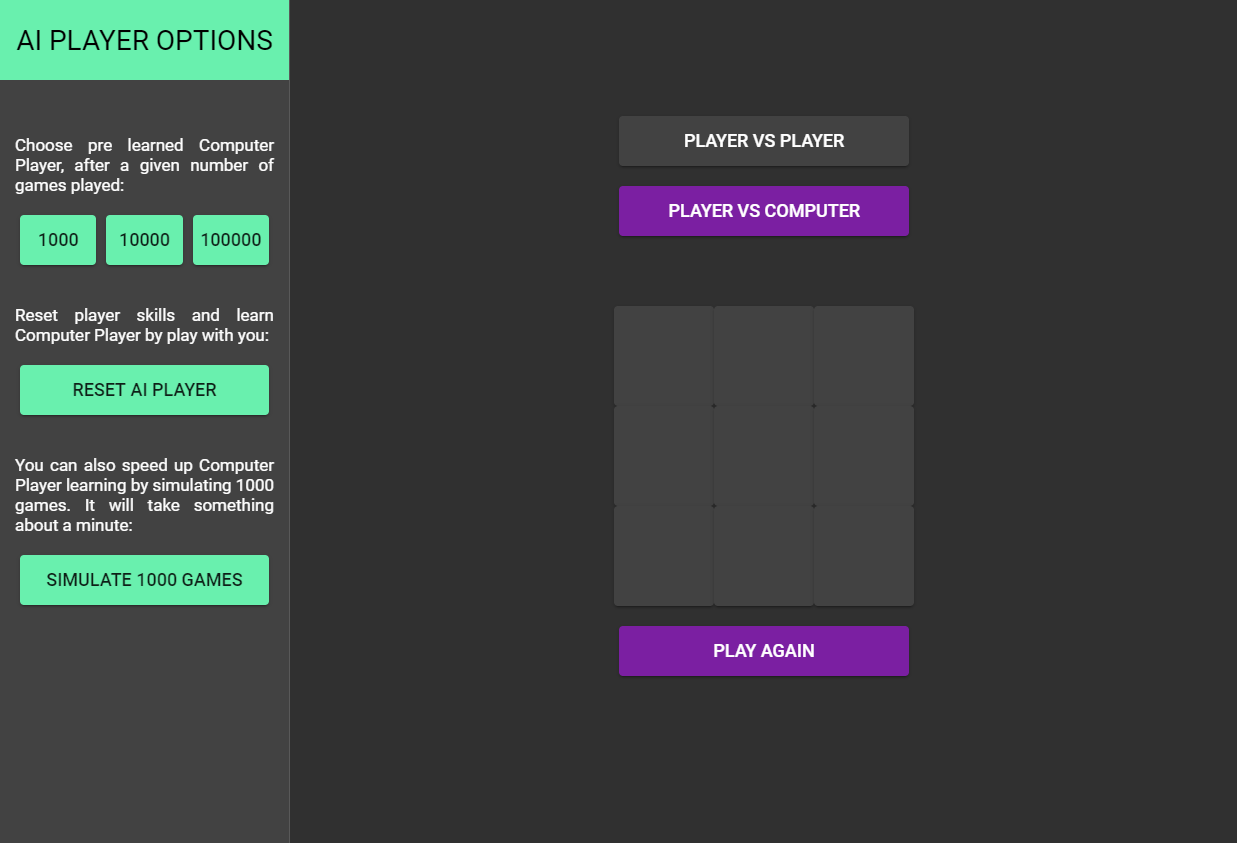 AI PLAYER OPTIONS
Choose pre learned Computer
Player, after a given number of
games played:
1000 10000 100000
Reset player skills and learn
Computer Player by play with you:
RESET AI PLAYER
You can also speed up Computer
Player learning by simulating 1000
games. It will take something
about a minute:
SIMULATE 1000 GAMES
PLAYER VS PLAYER
PLAYER VS COMPUTER
PLAY AGAIN